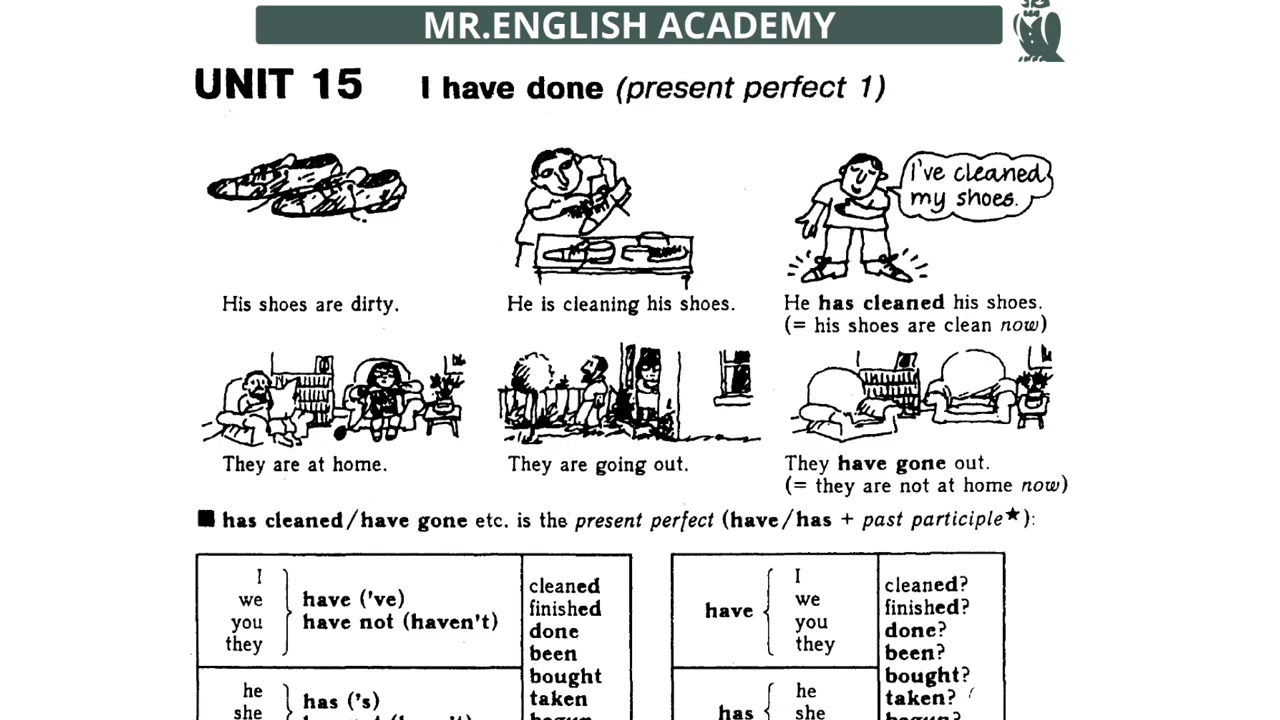 MR.ENGLISH ACADEMY
UNIT 15 I have done (present perfect 1)
I've cleaned
my shoes.
His shoes are dirty.
He is cleaning his shoes.
He has cleaned his shoes.
(= his shoes are clean now)
They are at home.
They are going out.
They have gone out.
(= they are not at home now)
■ has cleaned/have gone etc. is the present perfect (have/has + past participle★):
I
we
you
they
have ('ve)
have not (haven't)
cleaned
finished
done
been
bought
taken
he
she
has ('s)
have
I
we
you
they
cleaned?
finished?
done?
been?
bought?
taken?
has
he
she